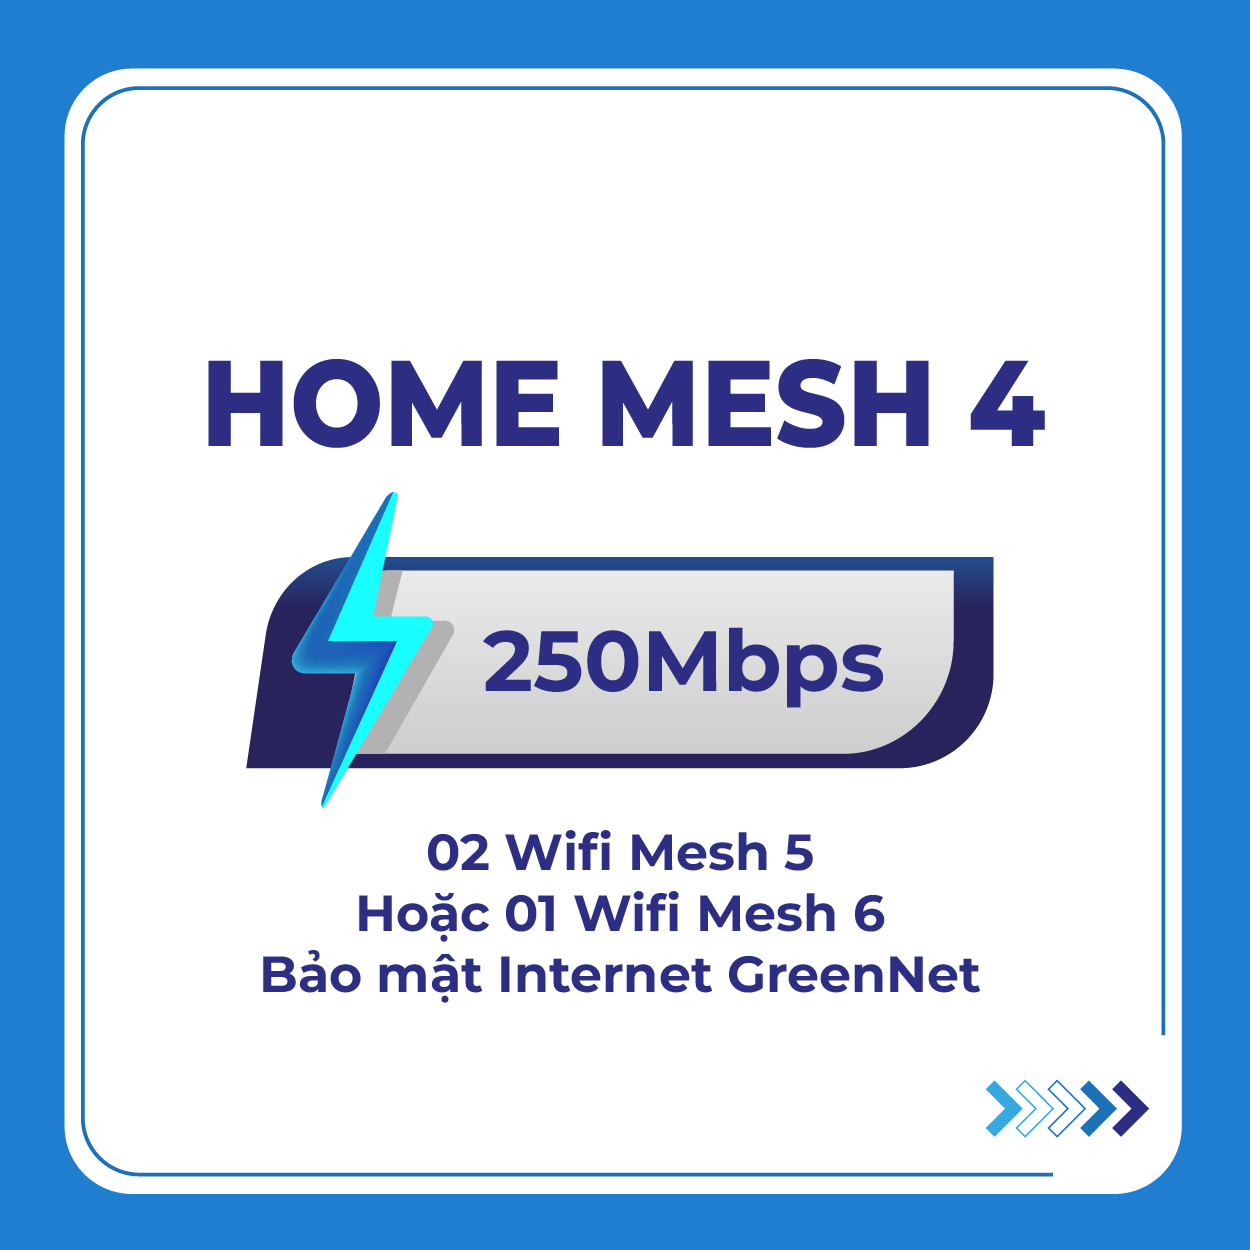 HOME MESH 4
250Mbps
02 Wifi Mesh 5
Hoặc 01 Wifi Mesh 6
Bảo mật Internet GreenNet